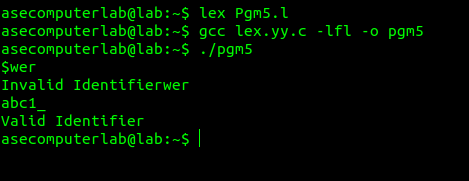 asecomputerlab@lab:~$ lex Pgm5.l
asecomputerlab@lab:~$ gcc lex.yy.c -lfl -o pgm5
asecomputerlab@lab:~$ ./pgm5
$wer
Invalid Identifierwer
abc1_
Valid Identifier
asecomputerlab@lab:~$